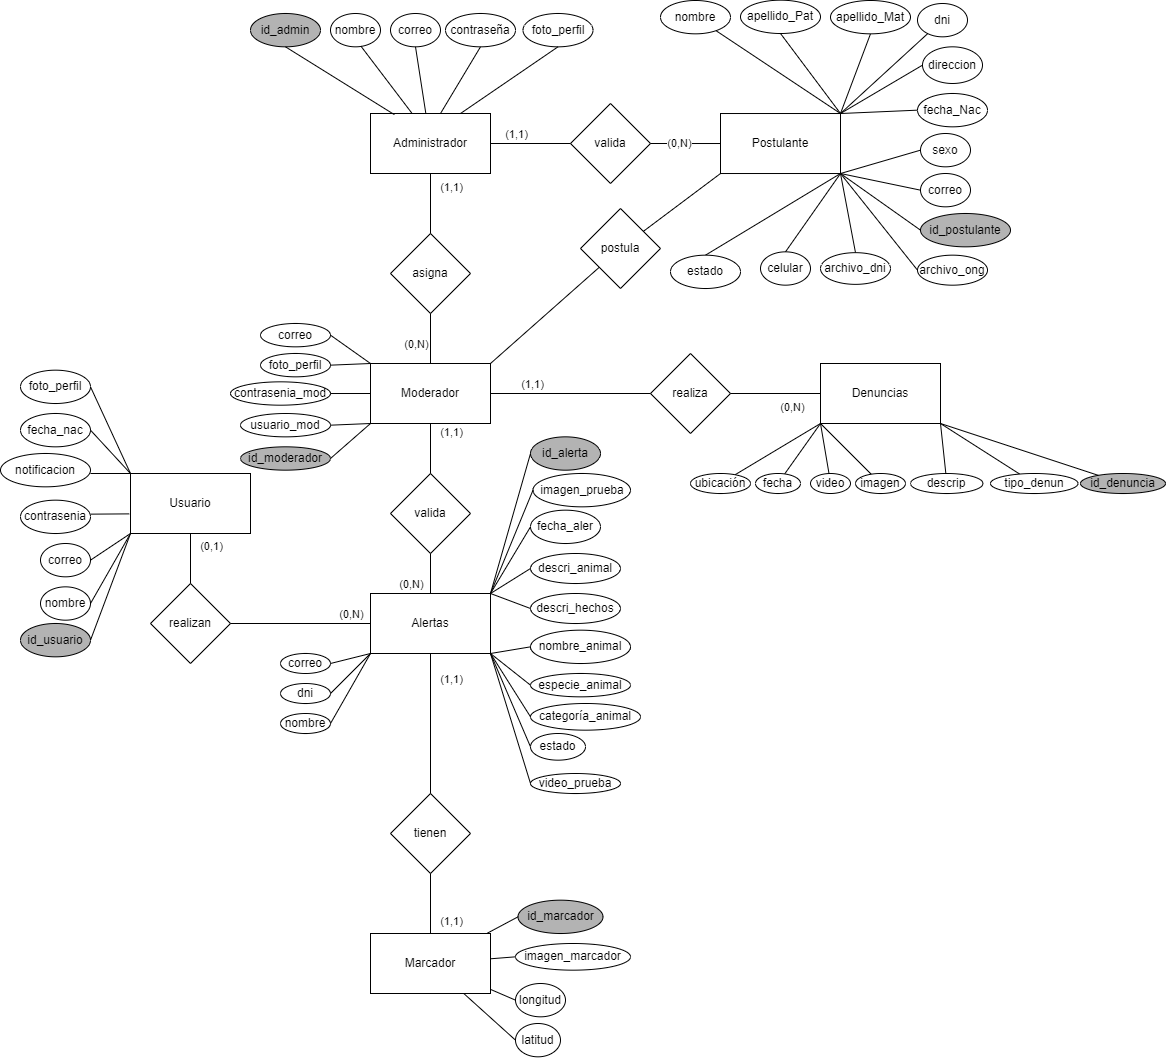 id_admin
nombre
correo
contraseña
foto_perfil
nombre
apellido_Pat
apellido_Mat
dni
direccion
fecha_Nac
Administrador
(1,1)
valida
(0,N)
Postulante
sexo
correo
id_postulante
archivo_ong
archivo_dni
celular
estado
(1,1)
asigna
(0,N)
postula
correo
foto_perfil
contrasenia_mod
usuario_mod
id_moderador
Moderador
(1,1)
realiza
(0,N)
Denuncias
ubicación
fecha
video
imagen
descrip
tipo_denun
id_denuncia
foto_perfil
fecha_nac
notificacion
contrasenia
correo
nombre
id_usuario
Usuario
(0,1)
realizan
(0,N)
(1,1)
valida
(0,N)
Alertas
id_alerta
imagen_prueba
fecha_aler
descri_animal
descri_hechos
nombre_animal
especie_animal
categoría_animal
estado
video_prueba
correo
dni
nombre
(1,1)
tienen
(1,1)
Marcador
id_marcador
imagen_marcador
longitud
latitud